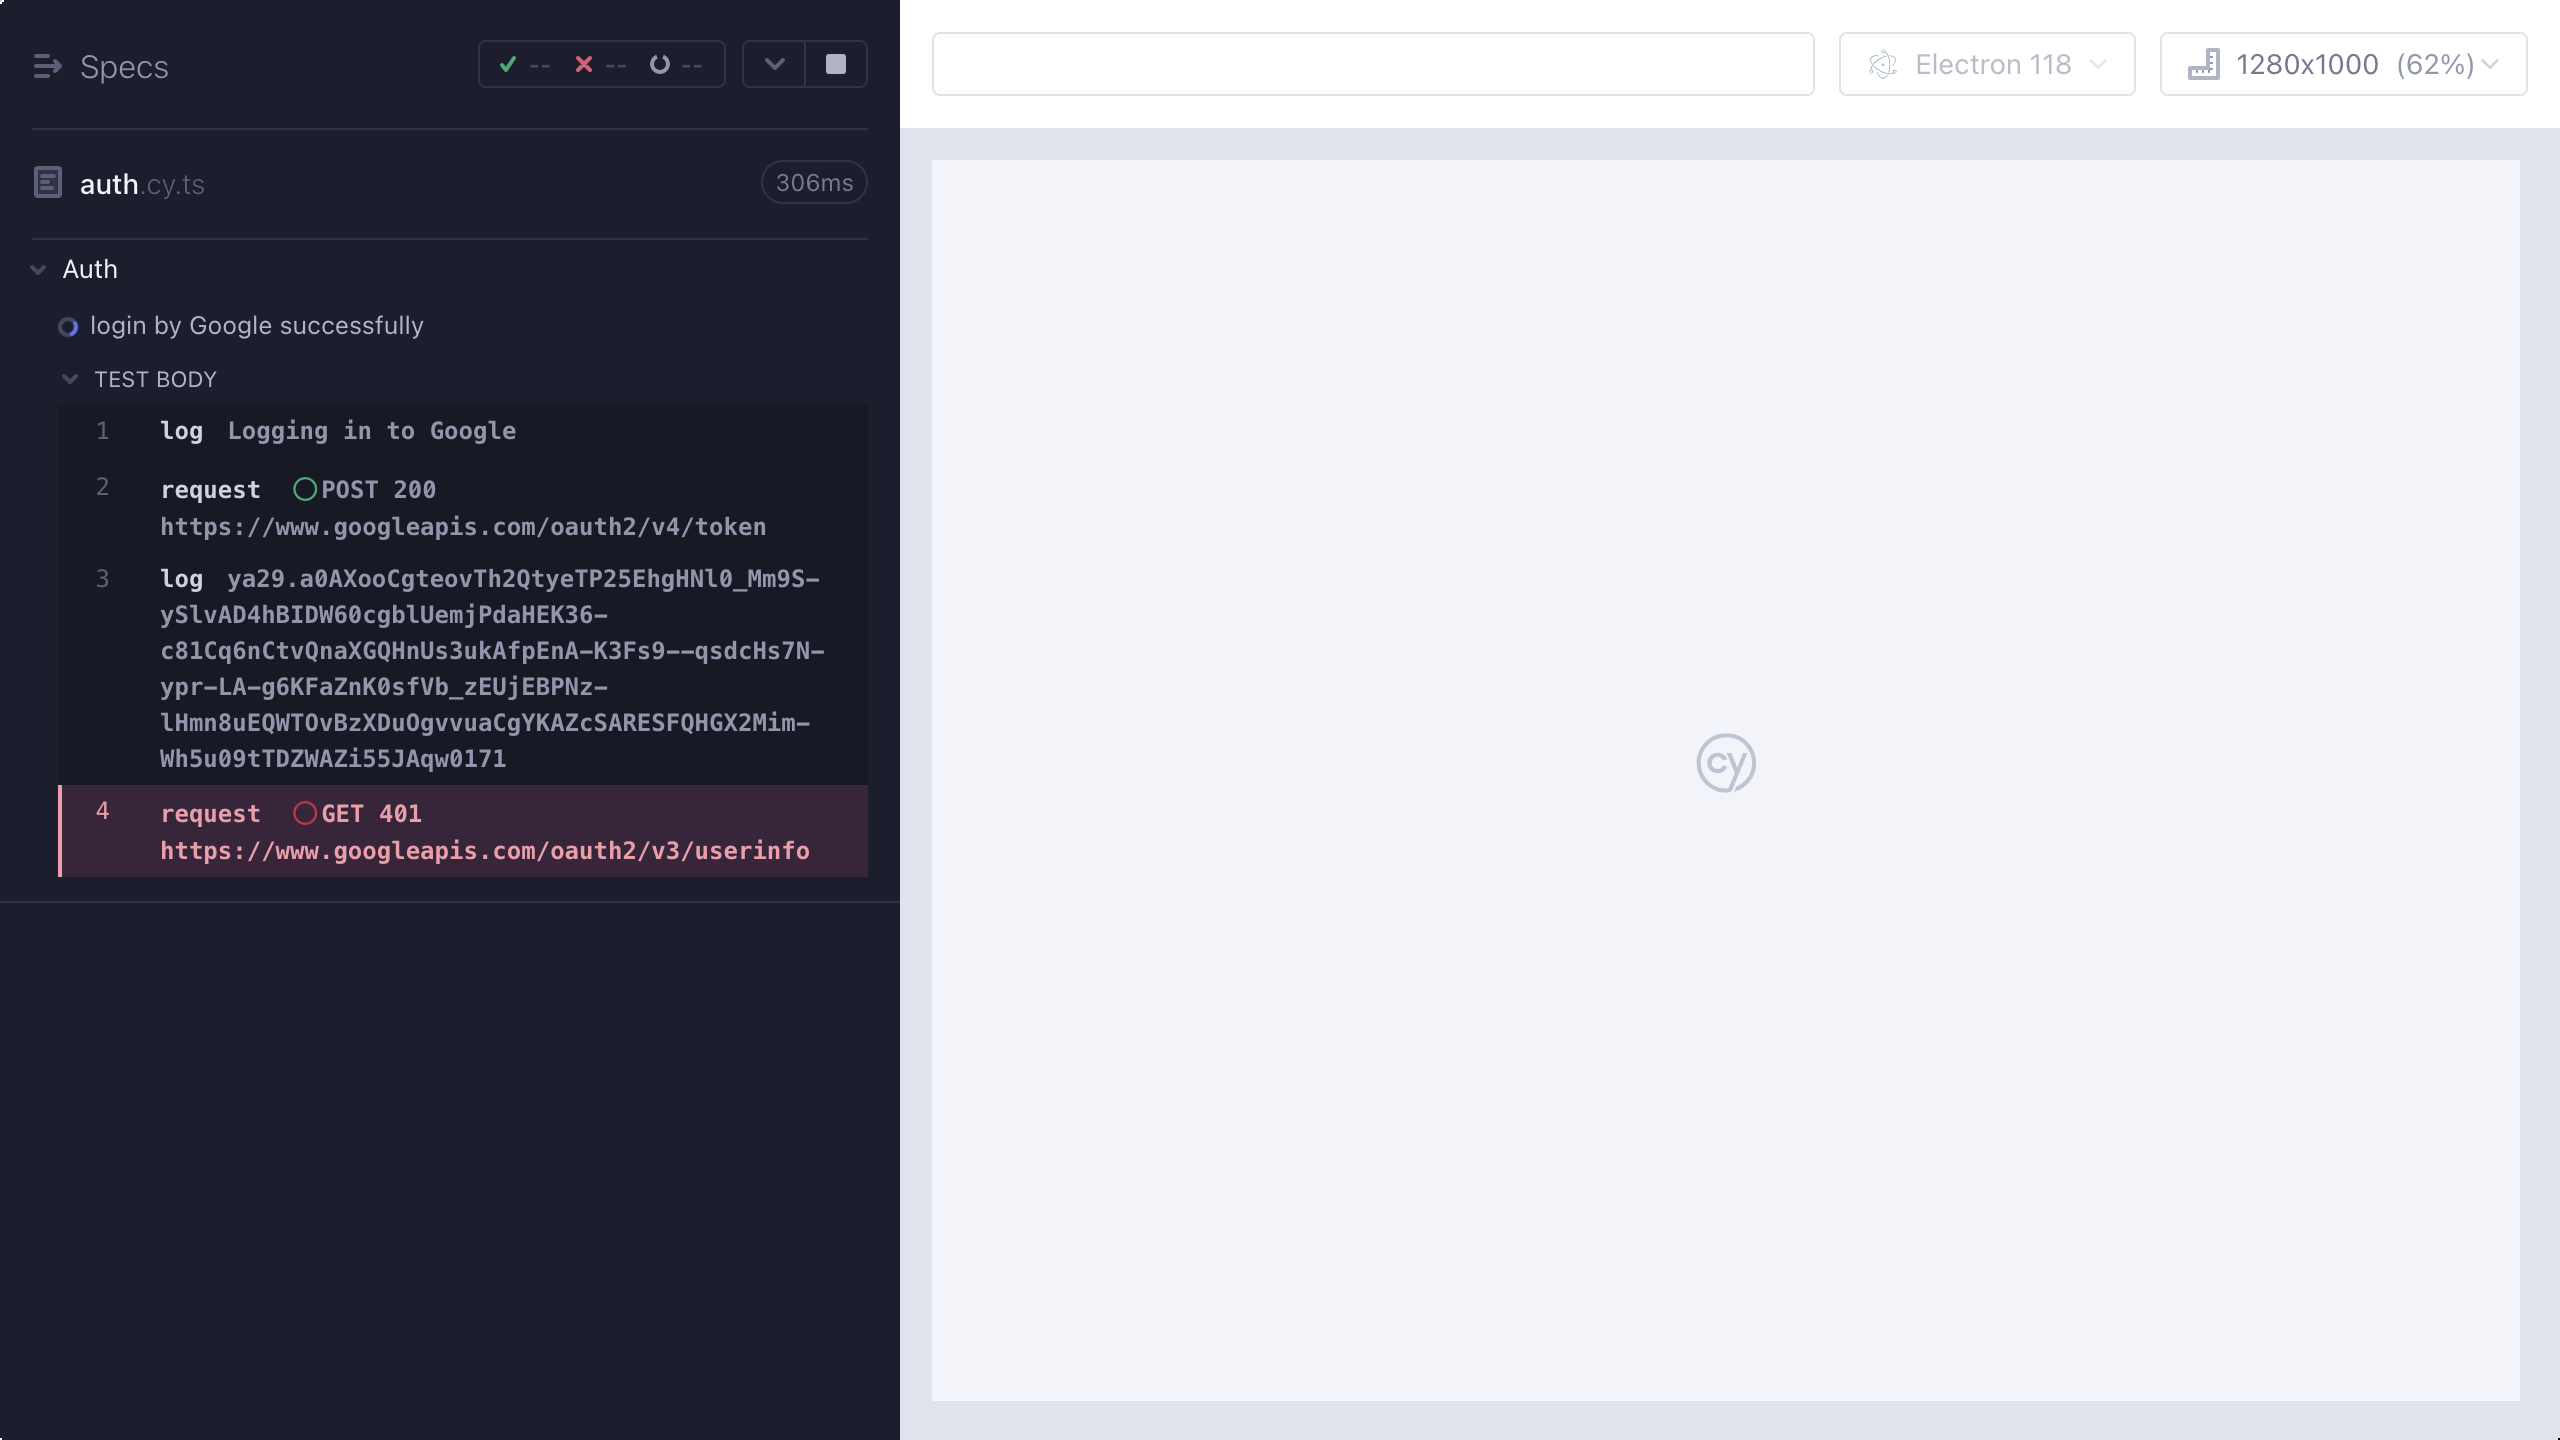 Specs
-- -- --
auth.cy.ts
306ms
Auth
login by Google successfully
TEST BODY
1 log Logging in to Google
2 request POST 200
https://www.googleapis.com/oauth2/v4/token
3 log ya29.a0AXooCgteovTh2QtyeTP25EhgHNl0_Mm9S-
ySlvAD4hBIDW60cgblUemjPdaHEK36-
c81Cq6nCtvQnaXGQHnUs3ukAfpEnA-K3Fs9--qsdcHs7N-
ypr-LA-g6KFaZnK0sfVb_zEUjEBPNz-
lHmn8uEQWTOvBzXDuOgvvuaCgYKAZcSARESFQHGX2Mim-
Wh5u09tTDZWAZi55JAqw0171
4 request GET 401
https://www.googleapis.com/oauth2/v3/userinfo
Electron 118
1280x1000 (62%)
cy